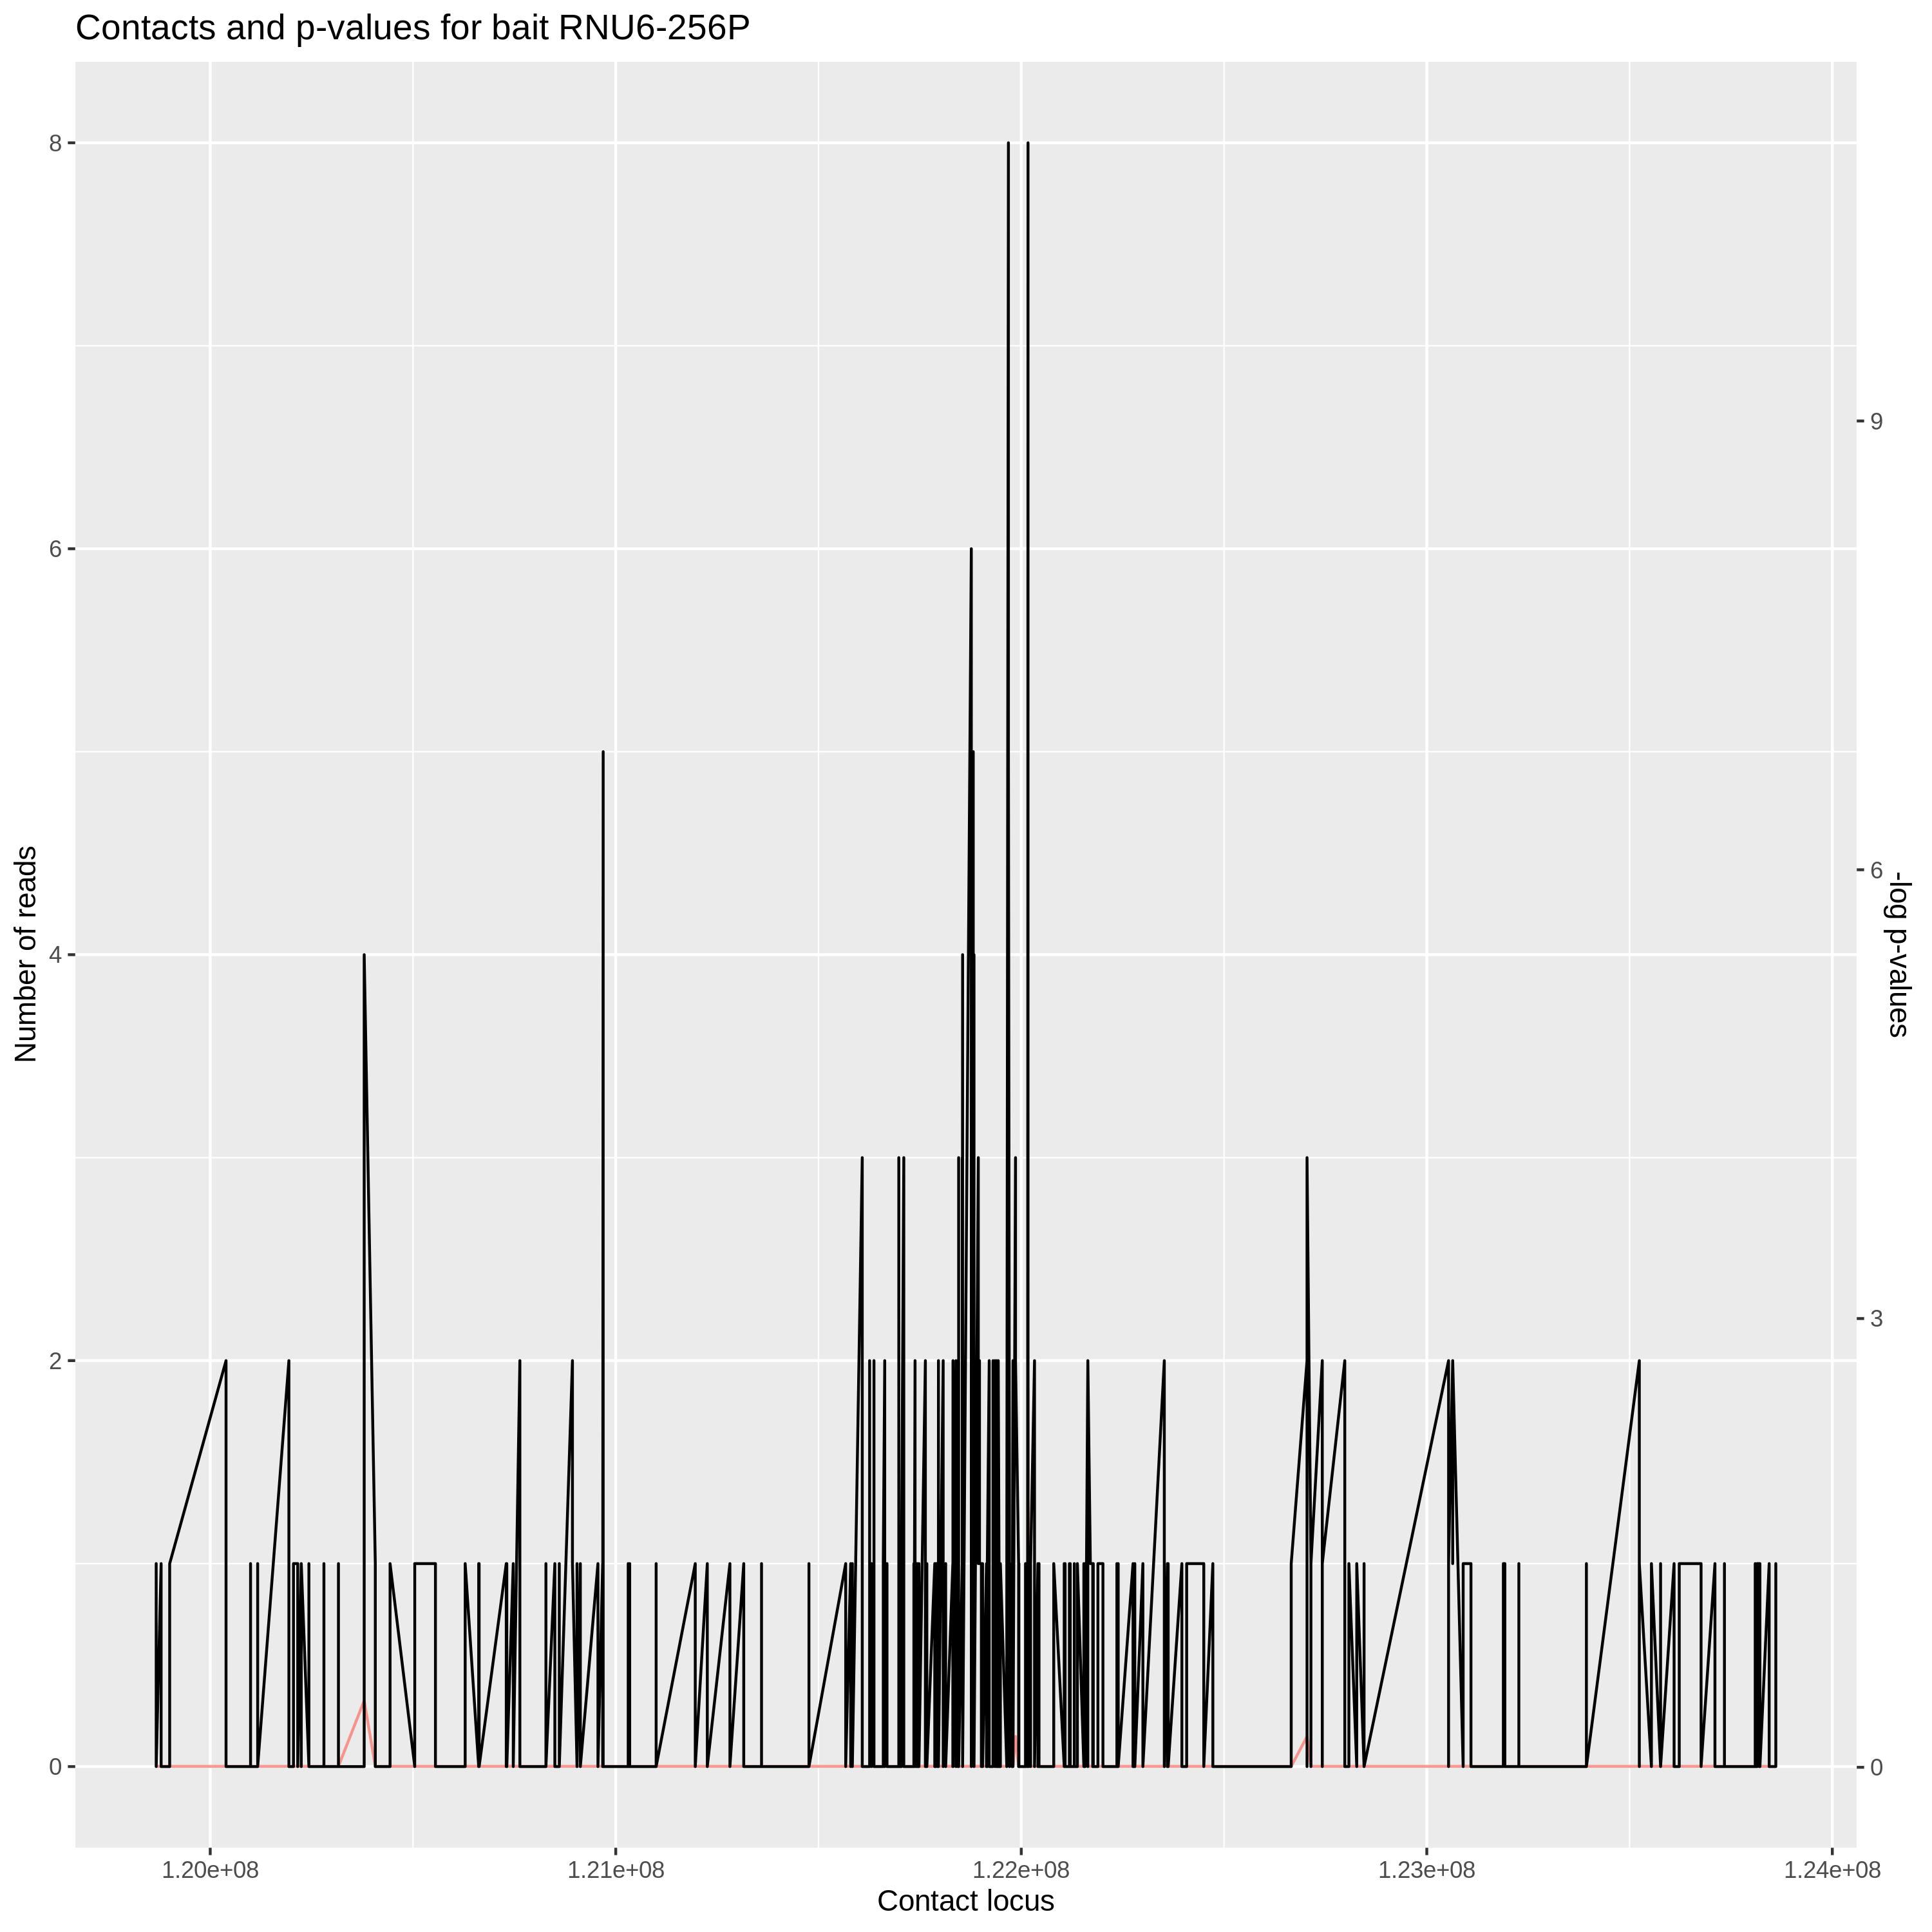 Contacts and p-values for bait RNU6-256P
8
6
4
2
0
Number of reads
9
6
3
0
-log p-values
1.20e+08 1.21e+08 1.22e+08 1.23e+08 1.24e+08
Contact locus